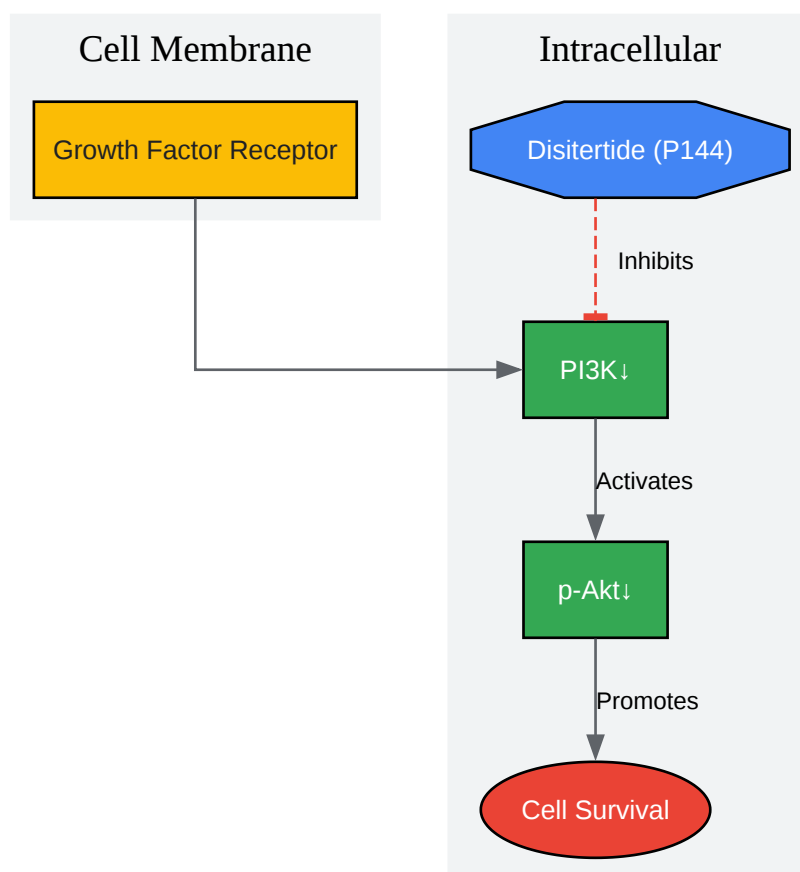 Cell Membrane
Intracellular
Growth Factor Receptor
Disitertide (P144)
Inhibits
PI3K↓
Activates
p-Akt↓
Promotes
Cell Survival